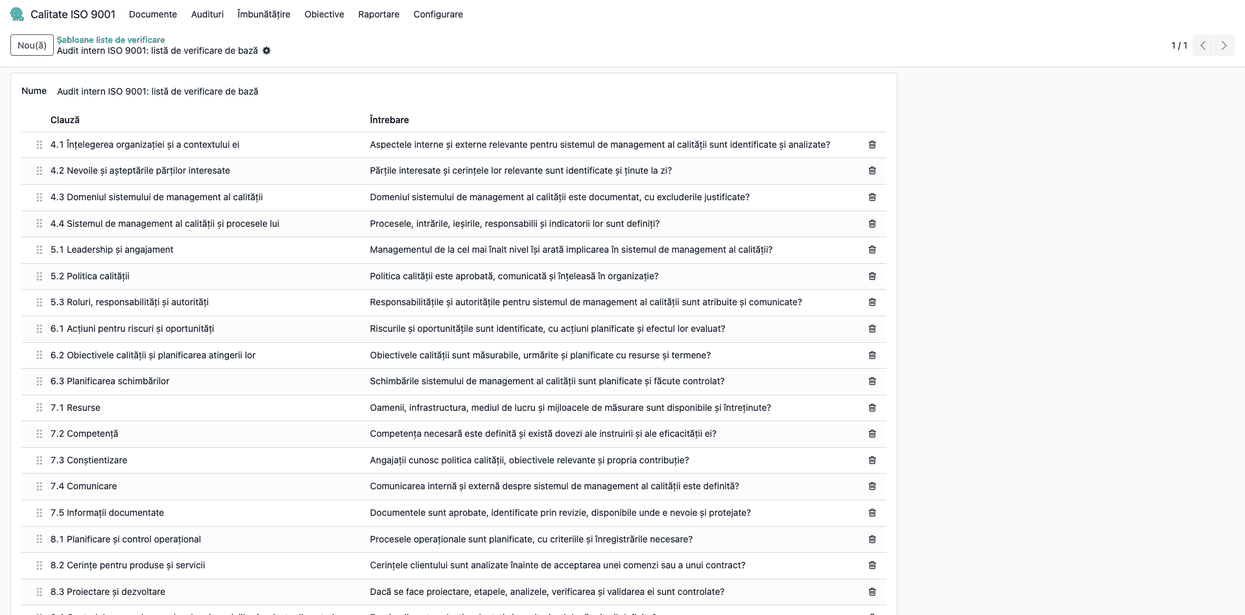 Calitate ISO 9001 Documente Audituri Îmbunătățire Obiective Raportare Configurare
Nou(ă)
Șabloane liste de verificare
Audit intern ISO 9001: listă de verificare de bază
1 / 1
Nume Audit intern ISO 9001: listă de verificare de bază
Clauză Întrebare
4.1 Înțelegerea organizației și a contextului ei Aspectele interne și externe relevante pentru sistemul de management al calității sunt identificate și analizate?
4.2 Nevoile și așteptările părților interesate Părțile interesate și cerințele lor relevante sunt identificate și ținute la zi?
4.3 Domeniul sistemului de management al calității Domeniul sistemului de management al calității este documentat, cu excluderile justificate?
4.4 Sistemul de management al calității și procesele lui Procesele, intrările, ieșirile, responsabilii și indicatorii lor sunt definiți?
5.1 Leadership și angajament Managementul de la cel mai înalt nivel își arată implicarea în sistemul de management al calității?
5.2 Politica calității Politica calității este aprobată, comunicată și înțeleasă în organizație?
5.3 Roluri, responsabilități și autorități Responsabilitățile și autoritățile pentru sistemul de management al calității sunt atribuite și comunicate?
6.1 Acțiuni pentru riscuri și oportunități Riscurile și oportunitățile sunt identificate, cu acțiuni planificate și efectul lor evaluat?
6.2 Obiectivele calității și planificarea atingerii lor Obiectivele calității sunt măsurabile, urmărite și planificate cu resurse și termene?
6.3 Planificarea schimbărilor Schimbările sistemului de management al calității sunt planificate și făcute controlat?
7.1 Resurse Oamenii, infrastructura, mediul de lucru și mijloacele de măsurare sunt disponibile și întreținute?
7.2 Competență Competența necesară este definită și există dovezi ale instruirii și ale eficacității ei?
7.3 Conștientizare Angajații cunosc politica calității, obiectivele relevante și propria contribuție?
7.4 Comunicare Comunicarea internă și externă despre sistemul de management al calității este definită?
7.5 Informații documentate Documentele sunt aprobate, identificate prin revizie, disponibile unde e nevoie și protejate?
8.1 Planificare și control operațional Procesele operaționale sunt planificate, cu criteriile și înregistrările necesare?
8.2 Cerințe pentru produse și servicii Cerințele clientului sunt analizate înainte de acceptarea unei comenzi sau a unui contract?
8.3 Proiectare și dezvoltare Dacă se face proiectare, etapele, analizele, verificarea și validarea ei sunt controlate?